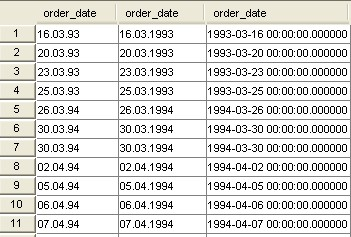 order_date order_date order_date
1 16.03.93 16.03.1993 1993-03-16 00:00:00.000000
2 20.03.93 20.03.1993 1993-03-20 00:00:00.000000
3 23.03.93 23.03.1993 1993-03-23 00:00:00.000000
4 25.03.93 25.03.1993 1993-03-25 00:00:00.000000
5 26.03.94 26.03.1994 1994-03-26 00:00:00.000000
6 30.03.94 30.03.1994 1994-03-30 00:00:00.000000
7 30.03.94 30.03.1994 1994-03-30 00:00:00.000000
8 02.04.94 02.04.1994 1994-04-02 00:00:00.000000
9 05.04.94 05.04.1994 1994-04-05 00:00:00.000000
10 06.04.94 06.04.1994 1994-04-06 00:00:00.000000
11 07.04.94 07.04.1994 1994-04-07 00:00:00.000000